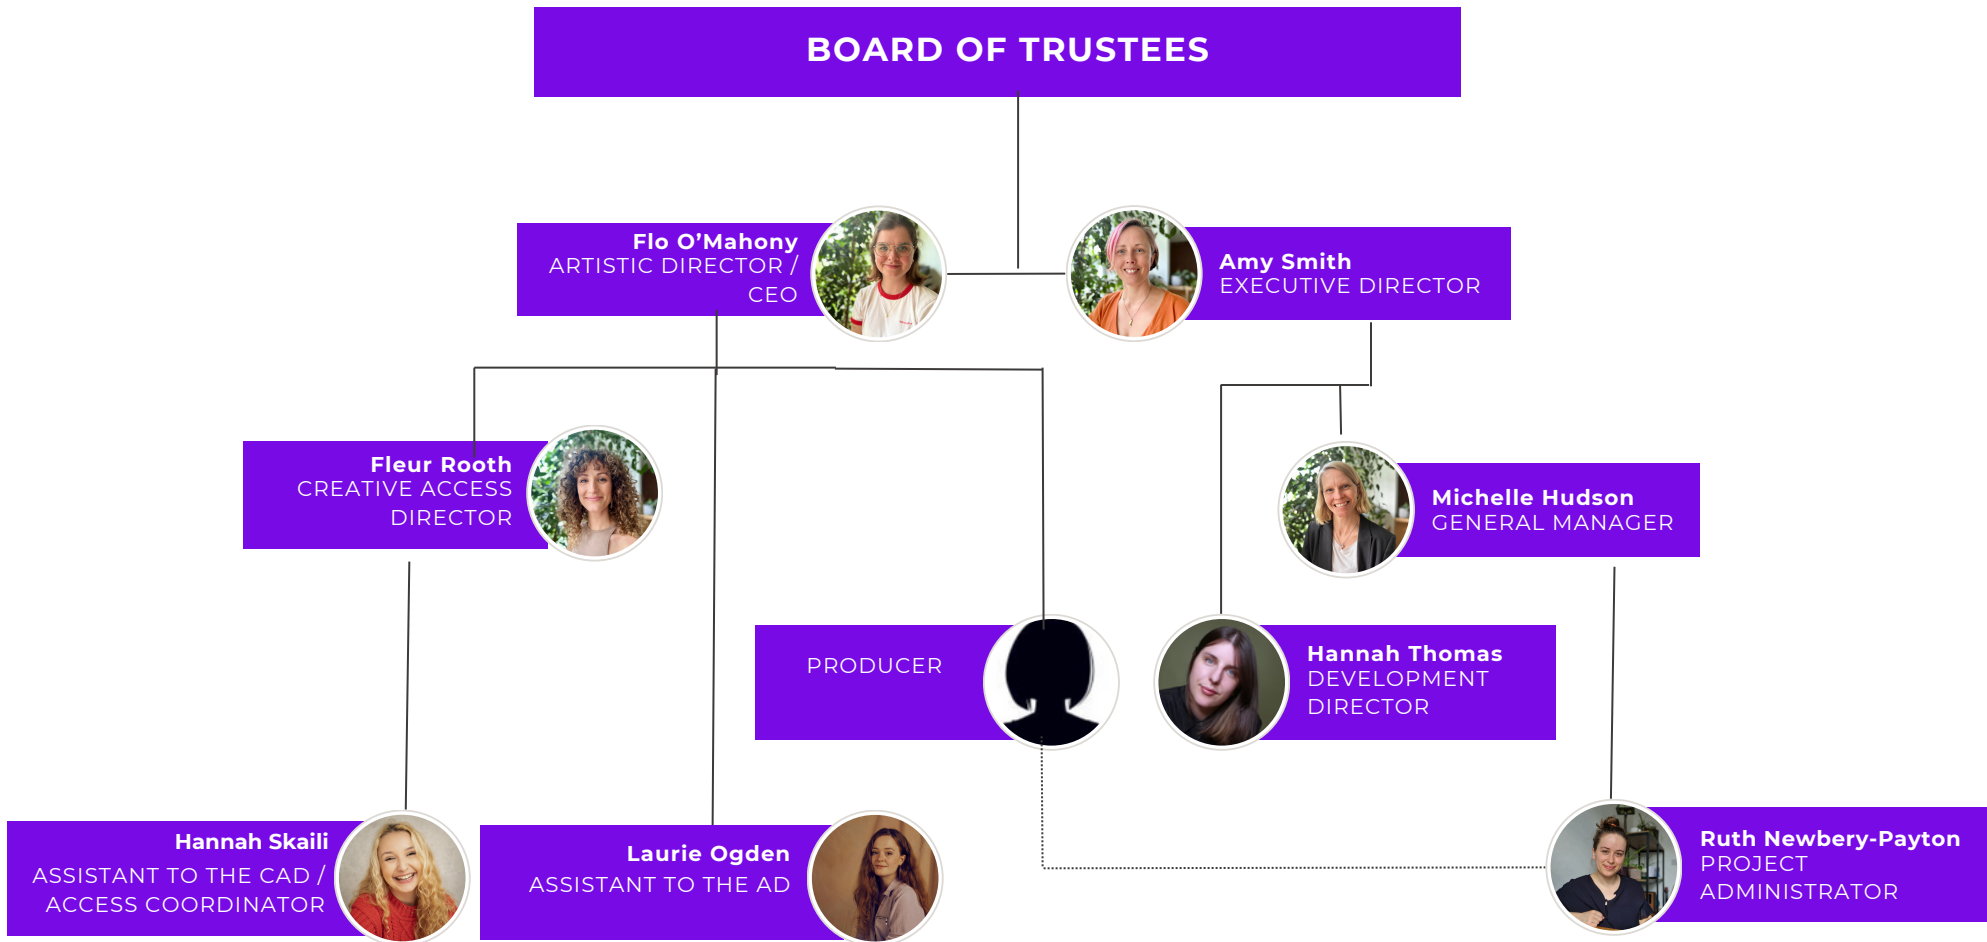 BOARD OF TRUSTEES
Flo O’Mahony
ARTISTIC DIRECTOR /
CEO
Amy Smith
EXECUTIVE DIRECTOR
Fleur Rooth
CREATIVE ACCESS
DIRECTOR
Michelle Hudson
GENERAL MANAGER
PRODUCER
Hannah Thomas
DEVELOPMENT
DIRECTOR
Hannah Skaili
ASSISTANT TO THE CAD /
ACCESS COORDINATOR
Laurie Ogden
ASSISTANT TO THE AD
Ruth Newbery-Payton
PROJECT
ADMINISTRATOR